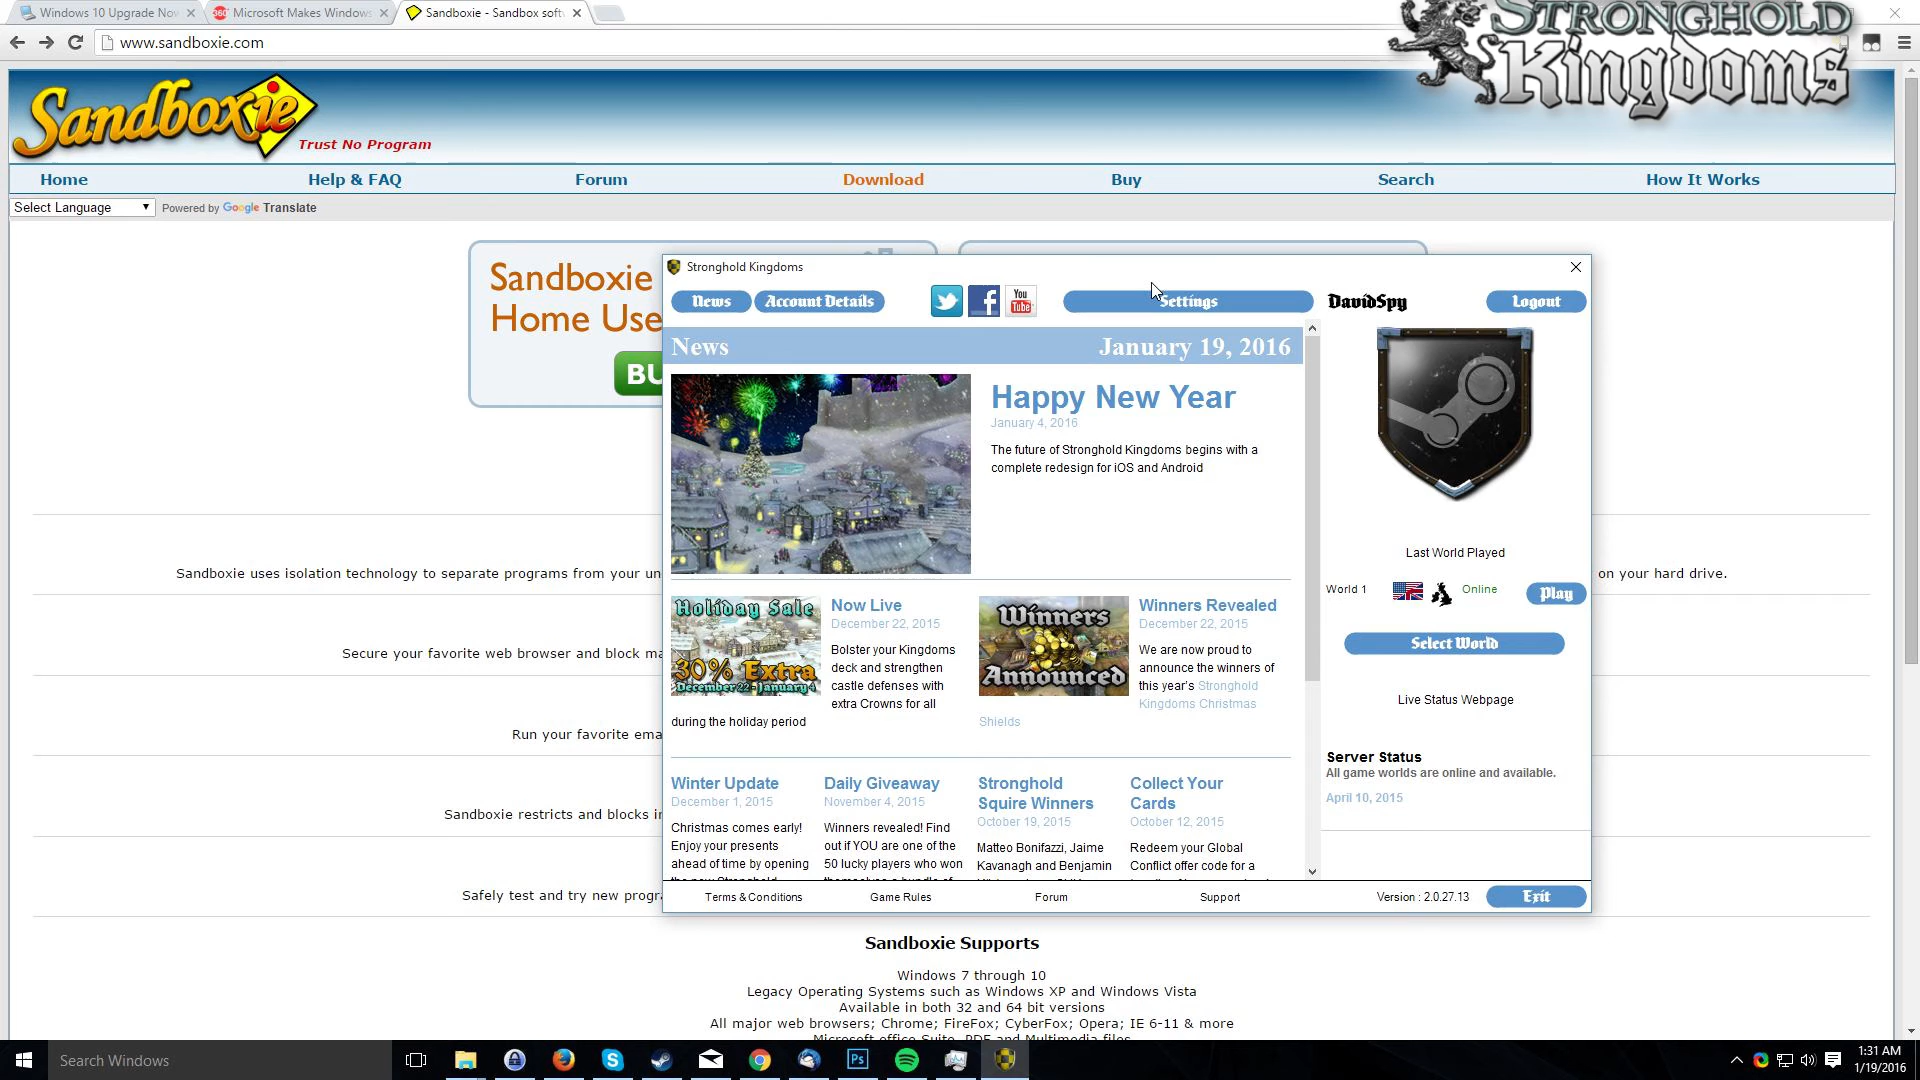 Windows 10 Upgrade Now
Microsoft Makes Windows
Sandboxie - Sandbox soft
www.sandboxie.com
STRONGHOLD
Kingdoms
Sandboxie
Trust No Program
Home
Help & FAQ
Forum
Download
Buy
Search
How It Works
Select Language
Powered by Google Translate
Sandboxie
Home Use
BU
Sandboxie uses isolation technology to separate programs from your un
on your hard drive.
Secure your favorite web browser and block ma
Run your favorite ema
Sandboxie restricts and blocks in
Safely test and try new progra
Stronghold Kingdoms
News
Account Details
You
Tube
Settings
DavidSpy
Logout
News
January 19, 2016
Happy New Year
January 4, 2016
The future of Stronghold Kingdoms begins with a
complete redesign for iOS and Android
Holiday Sale
30% Extra
December 22-January 4
Now Live
December 22, 2015
Bolster your Kingdoms
deck and strengthen
castle defenses with
extra Crowns for all
during the holiday period
Winners
Announced
Winners Revealed
December 22, 2015
We are now proud to
announce the winners of
this year's Stronghold
Kingdoms Christmas
Shields
Winter Update
December 1, 2015
Christmas comes early!
Enjoy your presents
ahead of time by opening
Daily Giveaway
November 4, 2015
Winners revealed! Find
out if YOU are one of the
50 lucky players who won
Stronghold
Squire Winners
October 19, 2015
Matteo Bonifazzi, Jaime
Kavanagh and Benjamin
Collect Your
Cards
October 12, 2015
Redeem your Global
Conflict offer code for a
Last World Played
World 1
Online
Play
Select World
Live Status Webpage
Server Status
All game worlds are online and available.
April 10, 2015
Terms & Conditions
Game Rules
Forum
Support
Version : 2.0.27.13
Exit
Sandboxie Supports
Windows 7 through 10
Legacy Operating Systems such as Windows XP and Windows Vista
Available in both 32 and 64 bit versions
All major web browsers; Chrome; FireFox; CyberFox; Opera; IE 6-11 & more
Microsoft office Suite, PDF and Multimedia files
Search Windows
Ps
1:31 AM
1/19/2016